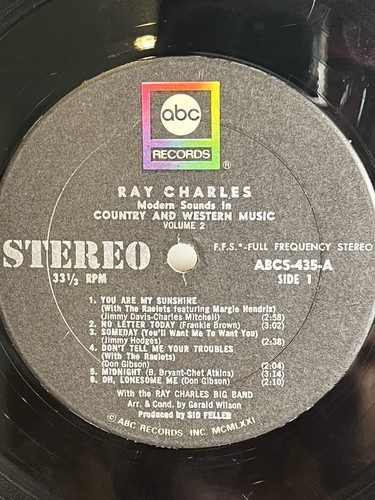 abc
RECORDS
®
RAY CHARLES
Modern Sounds in
COUNTRY AND WESTERN MUSIC
VOLUME 2
STEREO
33⅓ RPM
F.F.S.*-FULL FREQUENCY STEREO
ABCS-435-A
SIDE 1
1. YOU ARE MY SUNSHINE
(With The Raelets featuring Margie Hendrix)
(Jimmy Davis-Charles Mitchell) (2:58)
2. NO LETTER TODAY (Frankie Brown) (3:02)
3. SOMEDAY (You'll Want Me To Want You)
(Jimmy Hodges) (2:38)
4. DON'T TELL ME YOUR TROUBLES
(With The Raelets)
(Don Gibson) (2:04)
5. MIDNIGHT (B. Bryant-Chet Atkins) (3:14)
6. OH, LONESOME ME (Don Gibson) (2:10)
With the RAY CHARLES BIG BAND
Arr. & Cond. by Gerald Wilson
Produced by SID FELLER
© ABC RECORDS, INC. MCMLXXI